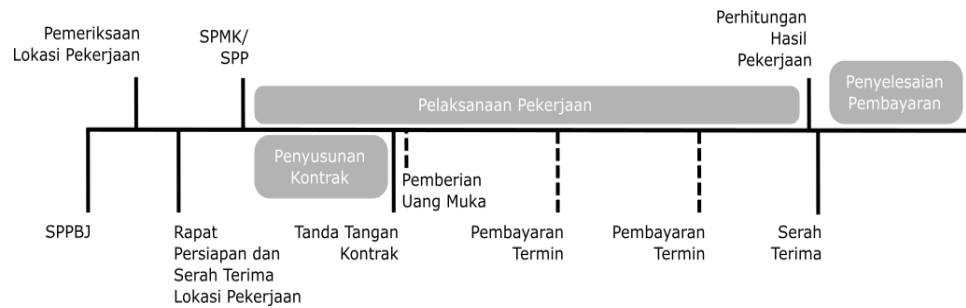 Pemeriksaan
Lokasi Pekerjaan
SPMK/
SPP
Perhitungan
Hasil
Pekerjaan
Penyelesaian
Pembayaran
Pelaksanaan Pekerjaan
Penyusunan
Kontrak
Pemberian
Uang Muka
SPPBJ
Rapat
Persiapan dan
Serah Terima
Lokasi Pekerjaan
Tanda Tangan
Kontrak
Pembayaran
Termin
Pembayaran
Termin
Serah
Terima